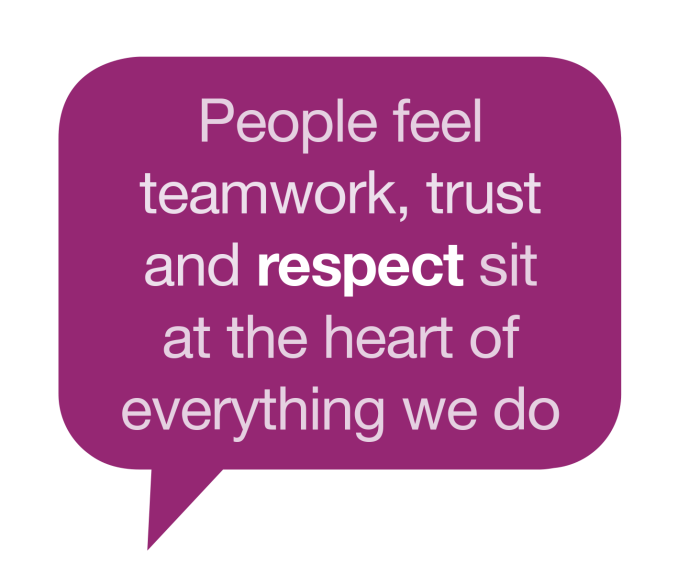 People feel
teamwork, trust
and respect sit
at the heart of
everything we do